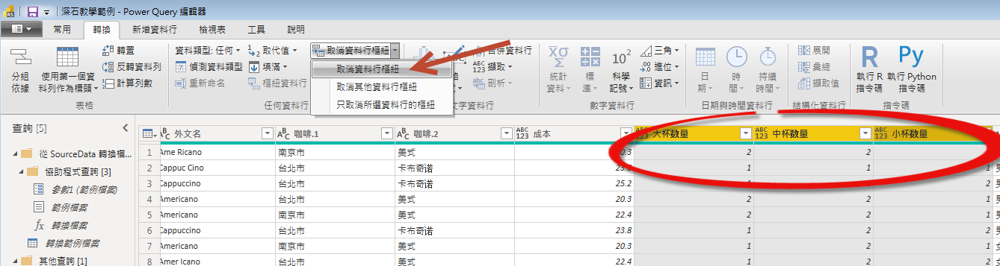 深石教學範例 - Power Query 編輯器
常用 轉換 新增資料行 檢視表 工具 說明
分組依據
使用第一個資料列作為標頭
轉置
反轉資料列
計算列數
表格
資料類型: 任何
偵測資料類型
重新命名
取代值
填滿
樞紐資料行
取消資料行樞紐
取消資料行樞紐
取消其他資料行樞紐
只取消所選資料行的樞紐
任何資料行
合併資料行
擷取
剖析
文字資料行
統計資料
標準
科學記號
三角
進位
資訊
數字資料行
日期
時間
持續時間
日期與時間資料行
展開
彙總
擷取值
結構化資料行
執行 R 指令碼
執行 Python 指令碼
查詢 [5]
從 SourceData 轉換檔...
協助程式查詢 [3]
參數1 (範例檔案)
範例檔案
轉換檔案
轉換範例檔案
其他查詢 [1]
外文名 咖啡.1 咖啡.2 成本 大杯數量 中杯數量 小杯數量
1 Ame Ricano 南京市 美式 20.3 2 2
2 Cappuc Cino 台北市 卡布奇诺 1 1 1
3 Cappuccino 台北市 卡布奇诺 25.2 1 1 2
4 Americano 台北市 美式 20.3 2 2 1
5 Americano 台北市 美式 22.4 2 2 1
6 Cappuccino 台北市 卡布奇诺 23.8 1 2 1
7 Americano 南京市 美式 20.3 1 2 1
8 Amer Icano 台北市 美式 22.4 1 2 1